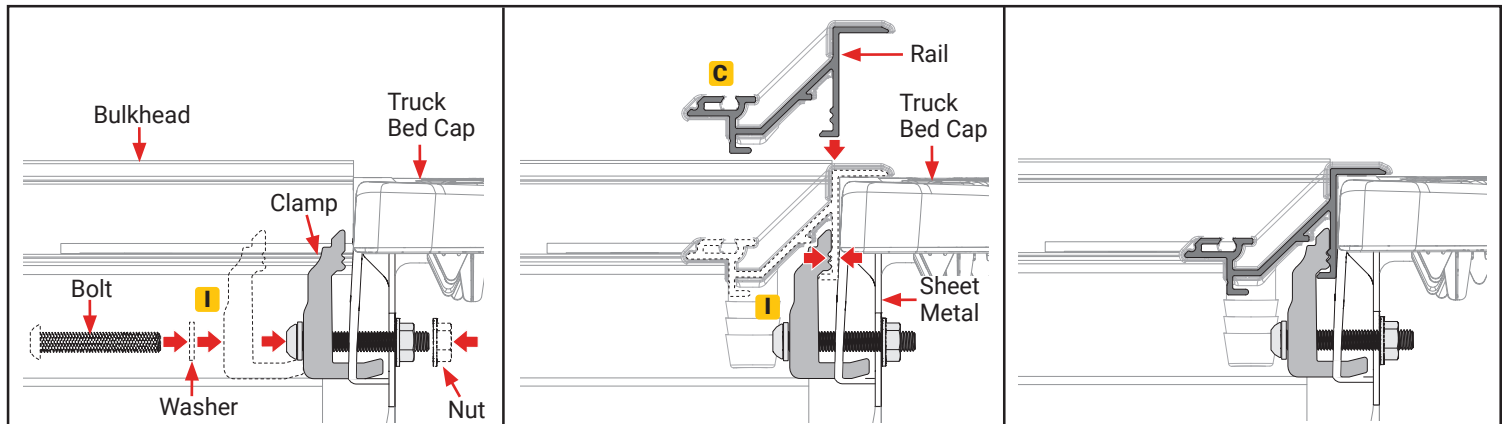 Bulkhead
Truck
Bed Cap
Clamp
Bolt
I
Washer
Nut
C
Rail
Truck
Bed Cap
I
Sheet
Metal